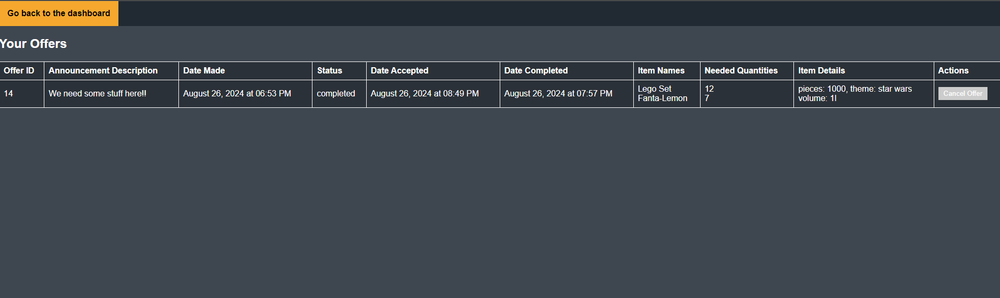 Go back to the dashboard
Your Offers
Offer ID Announcement Description Date Made Status Date Accepted Date Completed Item Names Needed Quantities Item Details Actions
14 We need some stuff here!! August 26, 2024 at 06:53 PM completed August 26, 2024 at 08:49 PM August 26, 2024 at 07:57 PM Lego Set 12 pieces: 1000, theme: star wars Cancel Offer
Fanta-Lemon 7 volume: 1l